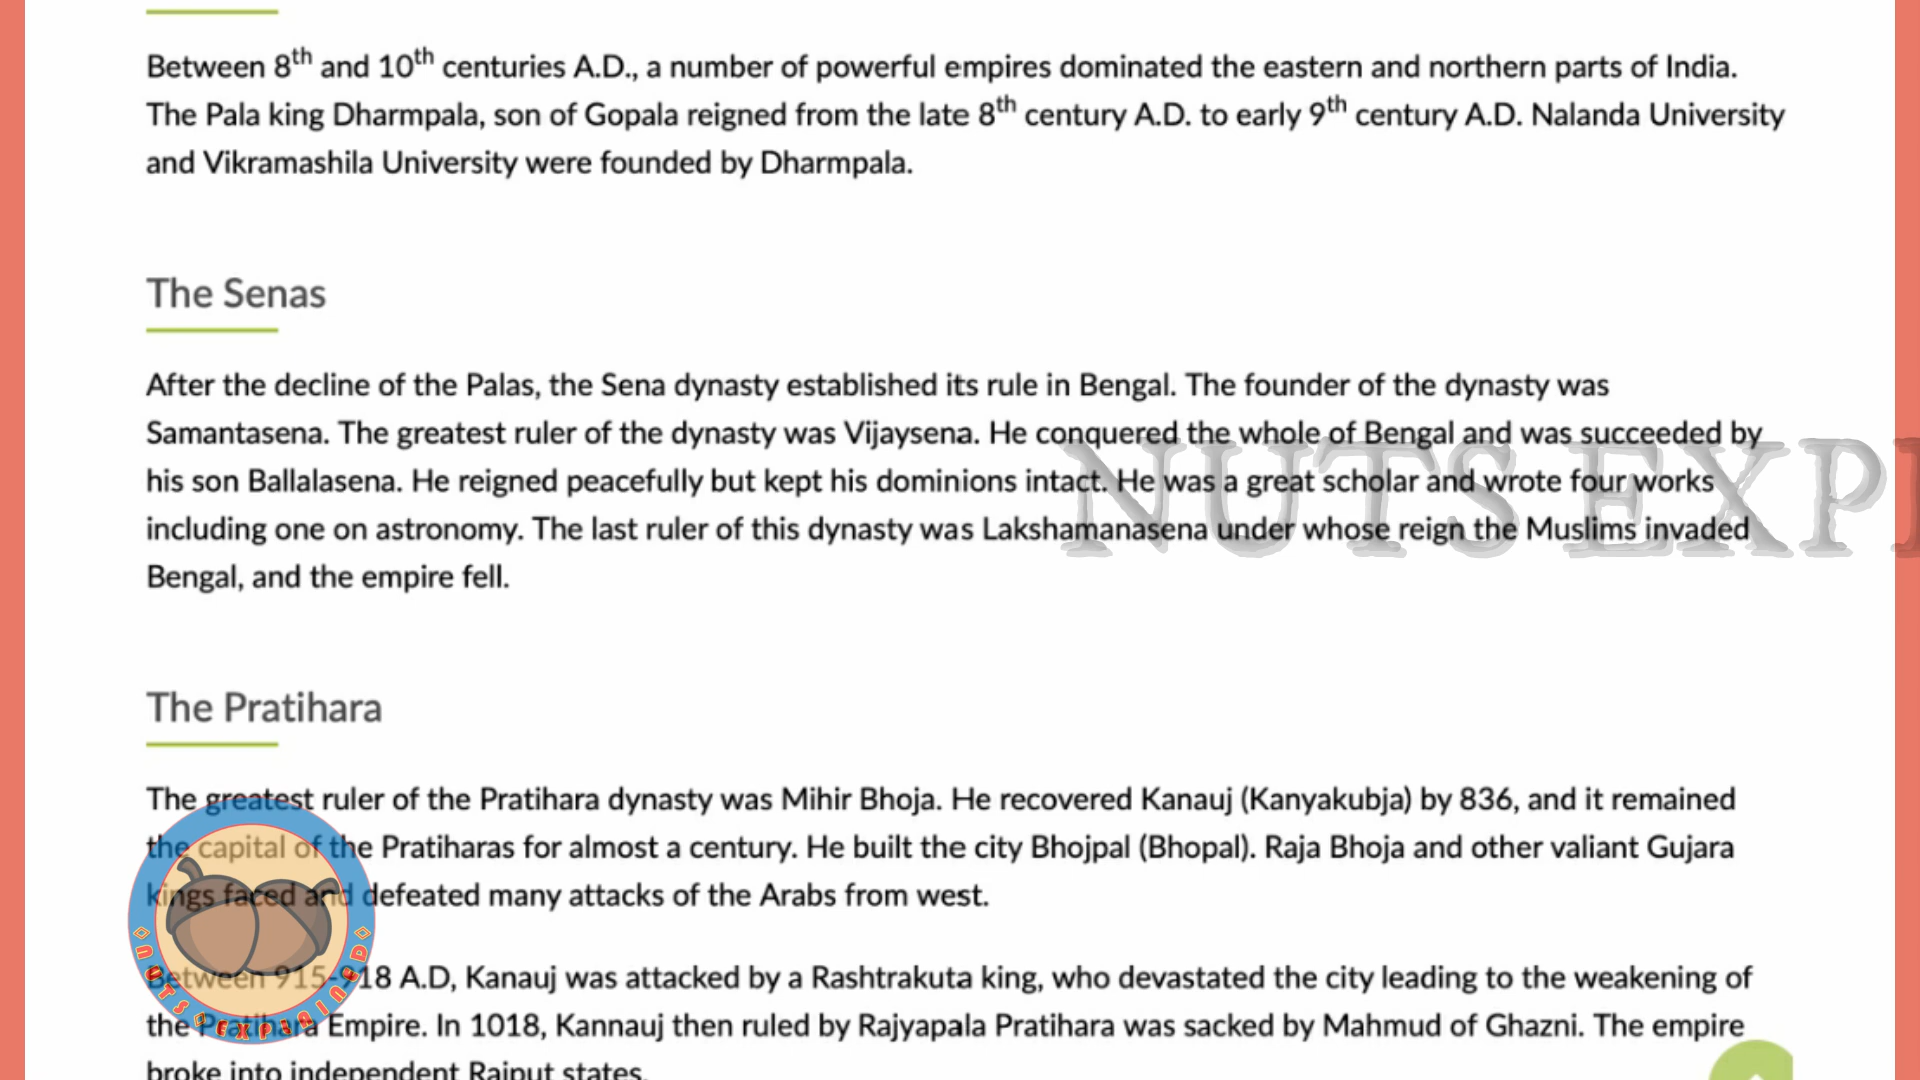 Between 8th and 10th centuries A.D., a number of powerful empires dominated the eastern and northern parts of India.
The Pala king Dharmpala, son of Gopala reigned from the late 8th century A.D. to early 9th century A.D. Nalanda University
and Vikramashila University were founded by Dharmpala.
The Senas
After the decline of the Palas, the Sena dynasty established its rule in Bengal. The founder of the dynasty was
Samantasena. The greatest ruler of the dynasty was Vijaysena. He conquered the whole of Bengal and was succeeded by
his son Ballalasena. He reigned peacefully but kept his dominions intact. He was a great scholar and wrote four works
including one on astronomy. The last ruler of this dynasty was Lakshamanasena under whose reign the Muslims invaded
Bengal, and the empire fell.
NUTS EXPL
The Pratihara
The greatest ruler of the Pratihara dynasty was Mihir Bhoja. He recovered Kanauj (Kanyakubja) by 836, and it remained
the capital of the Pratiharas for almost a century. He built the city Bhojpal (Bhopal). Raja Bhoja and other valiant Gujara
kings faced and defeated many attacks of the Arabs from west.
Between 915-918 A.D, Kanauj was attacked by a Rashtrakuta king, who devastated the city leading to the weakening of
the Pratihara Empire. In 1018, Kannauj then ruled by Rajyapala Pratihara was sacked by Mahmud of Ghazni. The empire
broke into independent Rajput states.
NUTS EXPLAINED